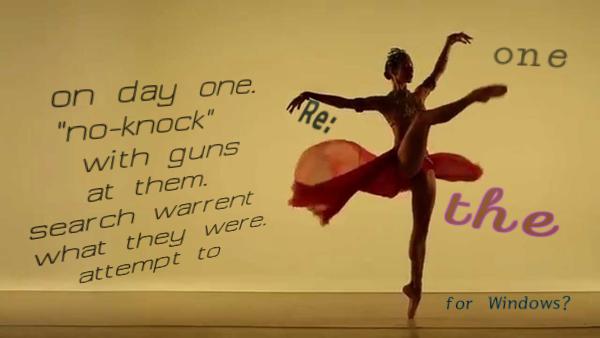 on day one.
"no-knock"
with guns
at them.
search warrent
what they were.
attempt to
Re:
one
the
for Windows?